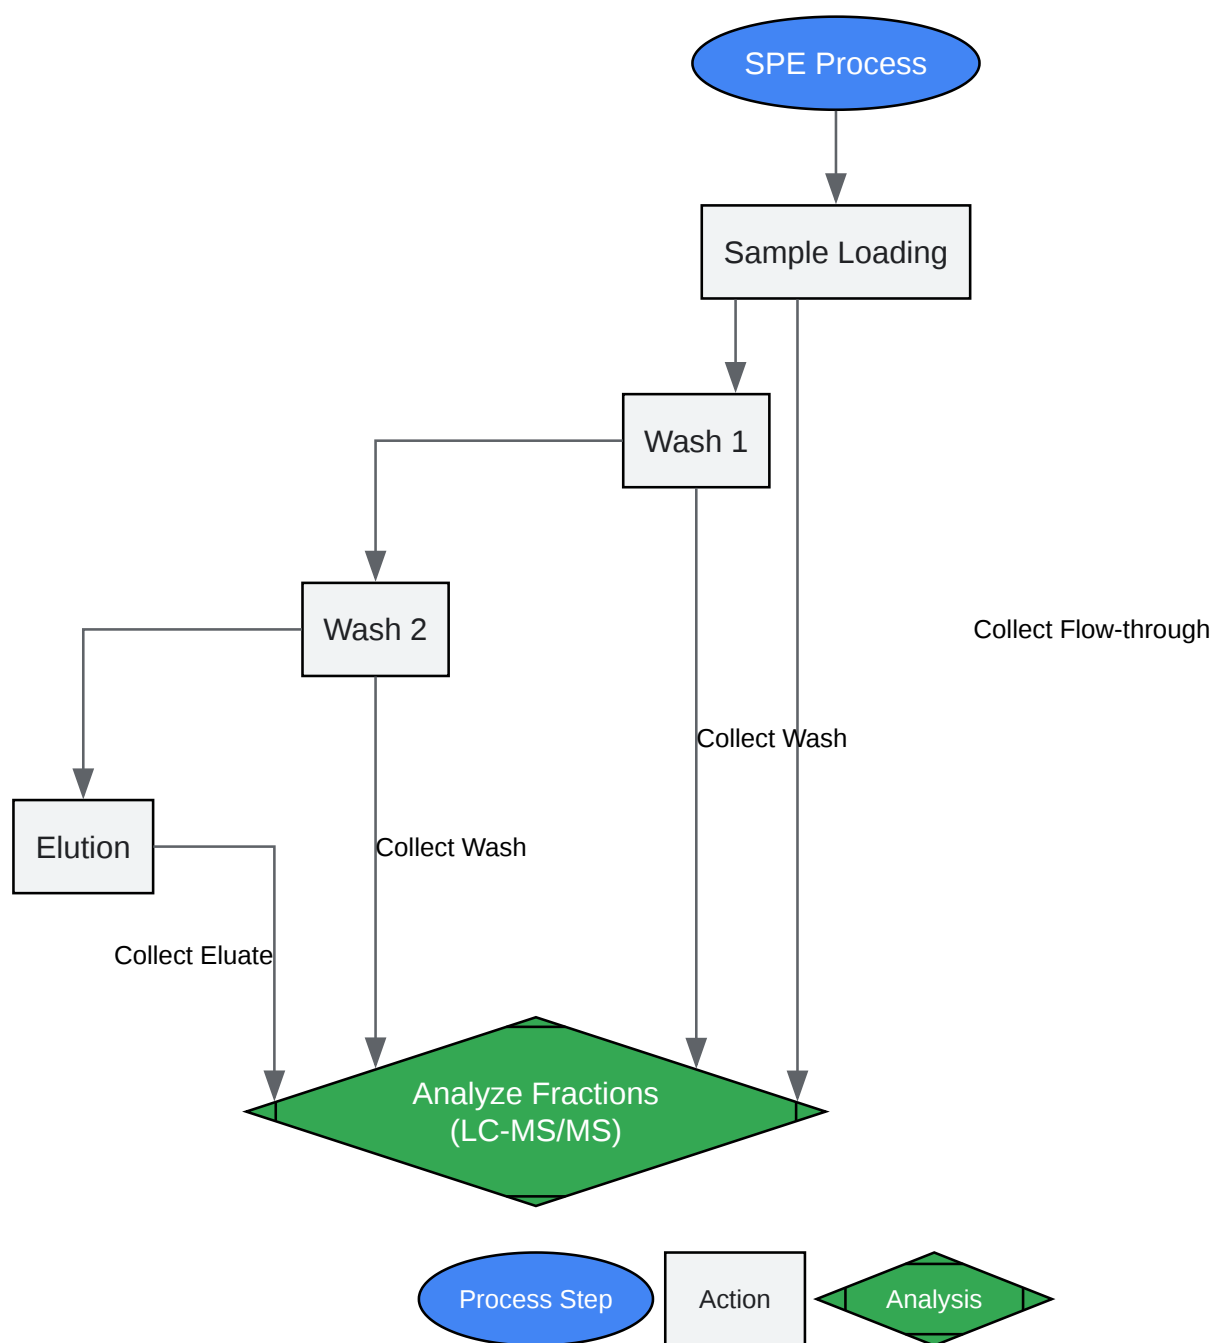 SPE Process
Sample Loading
Wash 1
Wash 2
Collect Flow-through
Collect Wash
Elution
Collect Wash
Collect Eluate
Analyze Fractions
(LC-MS/MS)
Process Step
Action
Analysis